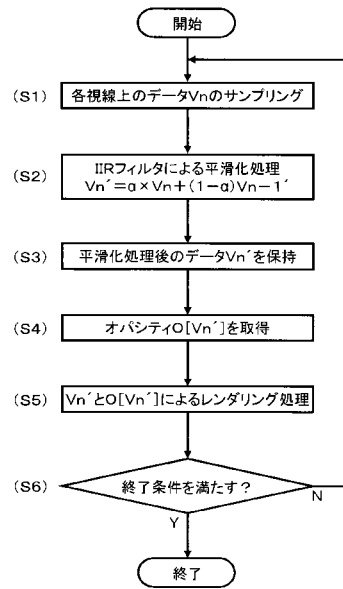 開始
(S1) 各視線上のデータVnのサンプリング
(S2) IIRフィルタによる平滑化処理
Vn′=α×Vn+(1−α)Vn−1′
(S3) 平滑化処理後のデータVn′を保持
(S4) オパシティO[Vn′]を取得
(S5) Vn′とO[Vn′]によるレンダリング処理
(S6) 終了条件を満たす?
N
Y
終了